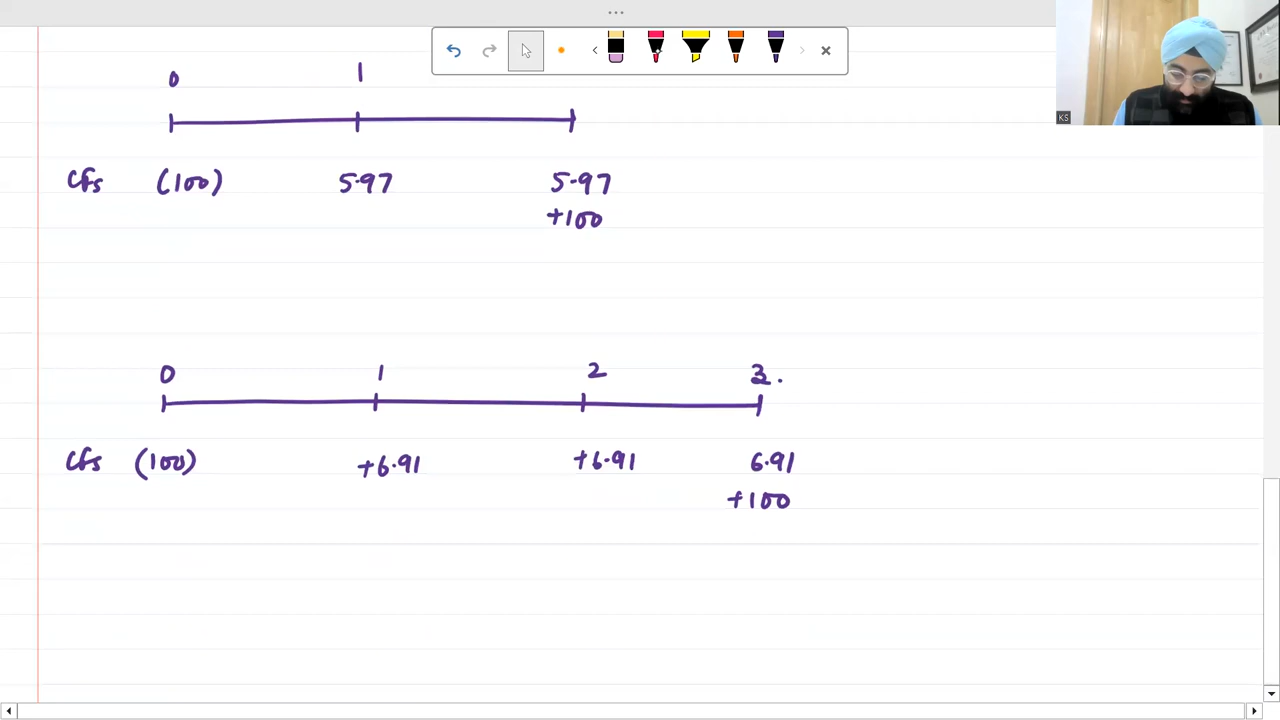 0 1
Cfs (100) 5.97 5.97
+100
0 1 2 3.
Cfs (100) +6.91 +6.91 6.91
+100
KS